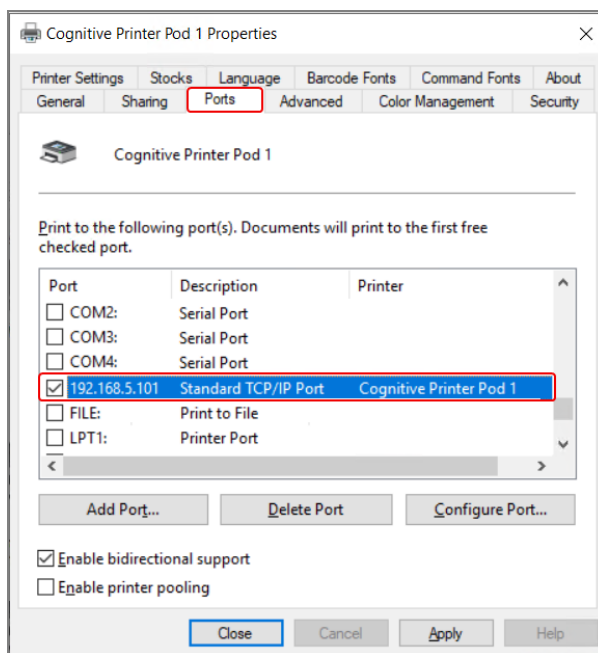 Cognitive Printer Pod 1 Properties
Printer Settings Stocks Language Barcode Fonts Command Fonts About
General Sharing Ports Advanced Color Management Security
Cognitive Printer Pod 1
Print to the following port(s). Documents will print to the first free
checked port.
Port Description Printer
COM2: Serial Port
COM3: Serial Port
COM4: Serial Port
192.168.5.101 Standard TCP/IP Port Cognitive Printer Pod 1
FILE: Print to File
LPT1: Printer Port
Add Port... Delete Port Configure Port...
Enable bidirectional support
Enable printer pooling
Close Cancel Apply Help